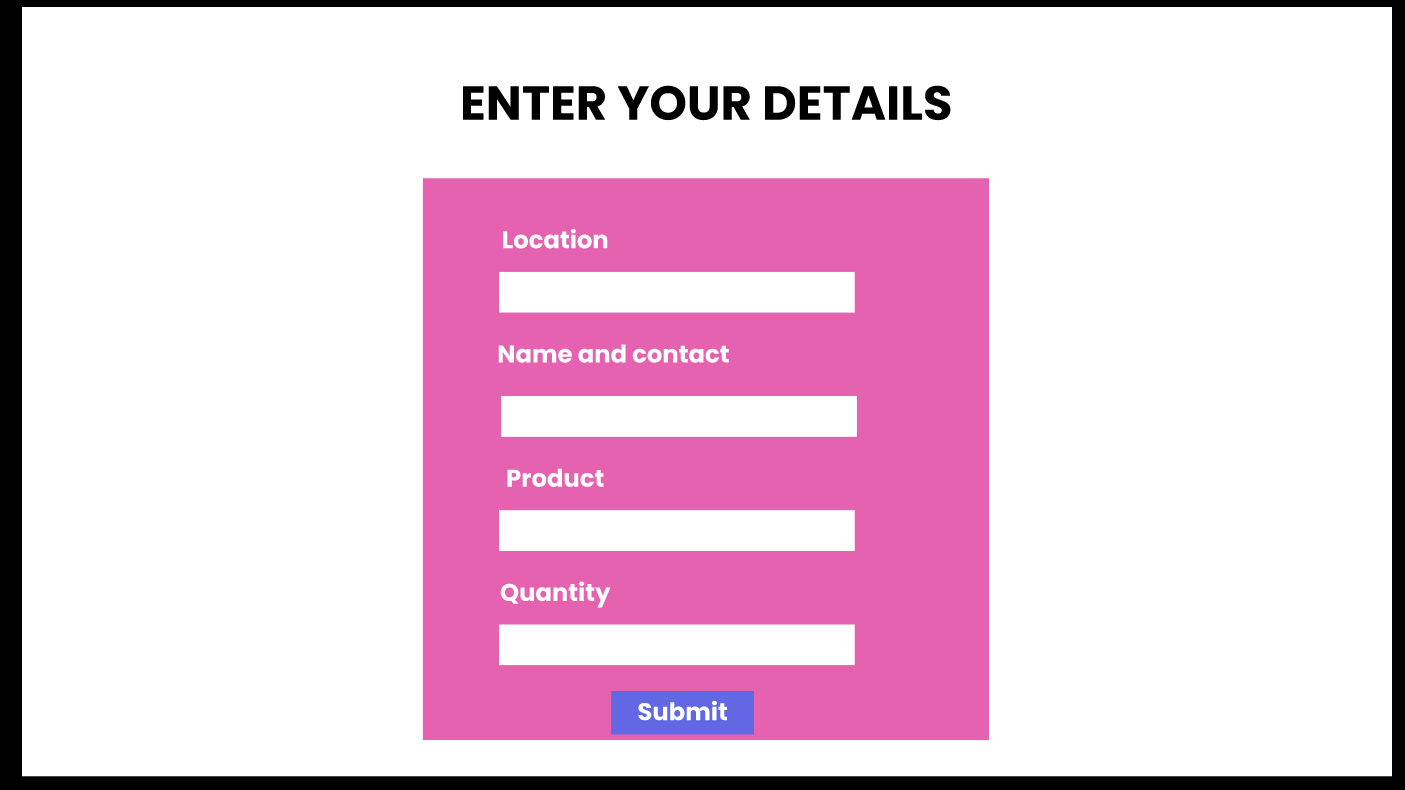 ENTER YOUR DETAILS
Location
Name and contact
Product
Quantity
Submit